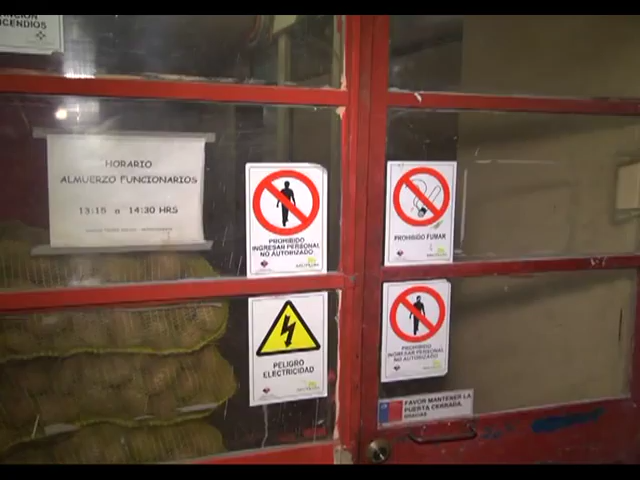 INCENDIOS
HORARIO
ALMUERZO FUNCIONARIOS
13:15 a 14:30 HRS
PROHIBIDO
INGRESAR PERSONAL
NO AUTORIZADO
PELIGRO
ELECTRICIDAD
PROHIBIDO FUMAR
PROHIBIDO
INGRESAR PERSONAL
NO AUTORIZADO
FAVOR MANTENER LA
PUERTA CERRADA.
GRACIAS